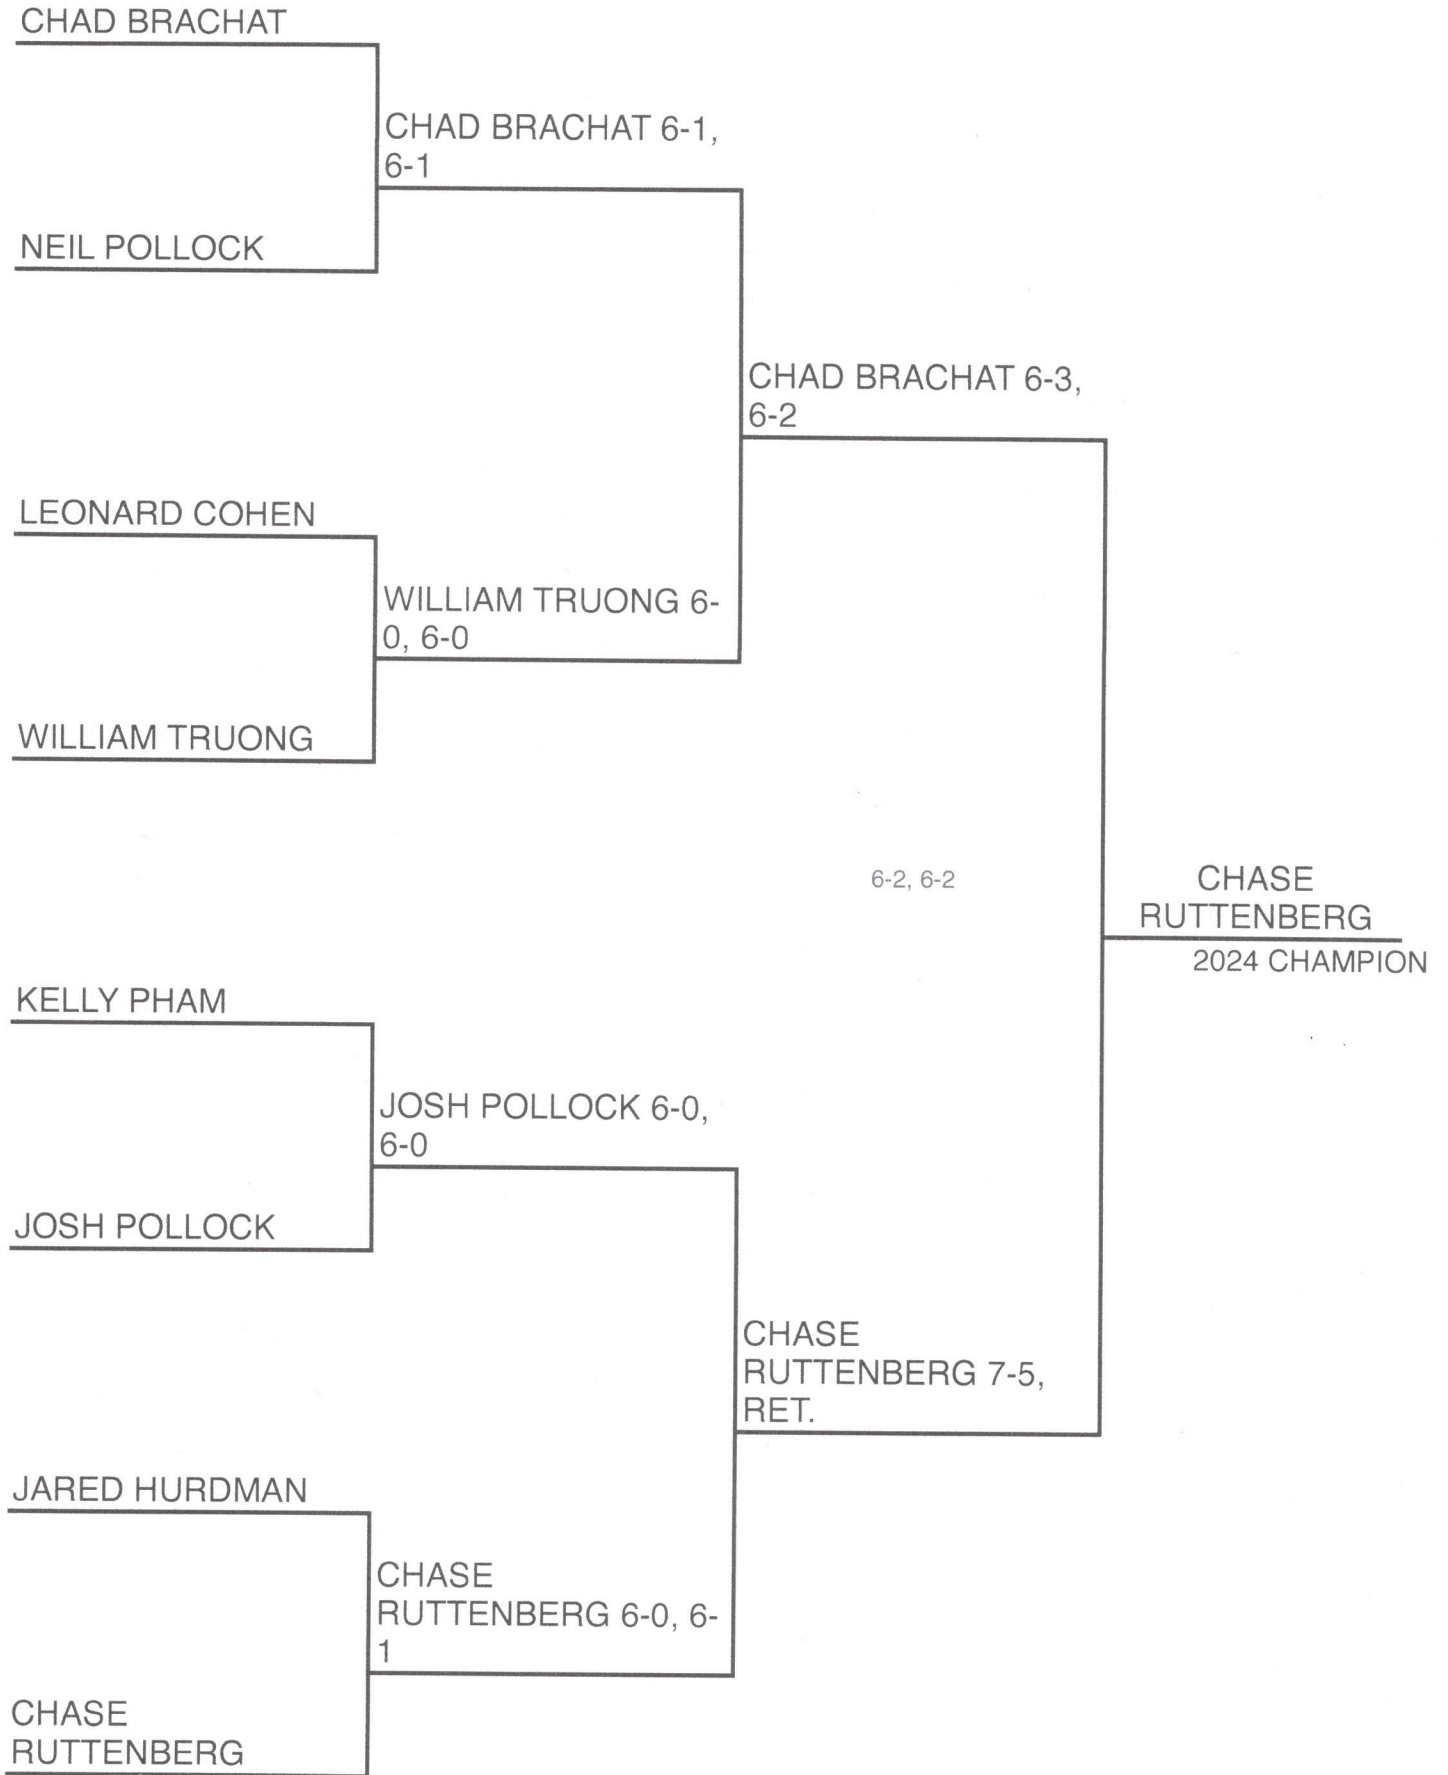 CHAD BRACHAT
CHAD BRACHAT 6-1,
6-1
NEIL POLLOCK
CHAD BRACHAT 6-3,
6-2
LEONARD COHEN
WILLIAM TRUONG 6-
0, 6-0
WILLIAM TRUONG
6-2, 6-2
CHASE
RUTTENBERG
2024 CHAMPION
KELLY PHAM
JOSH POLLOCK 6-0,
6-0
JOSH POLLOCK
CHASE
RUTTENBERG 7-5,
RET.
JARED HURDMAN
CHASE
RUTTENBERG 6-0, 6-
1
CHASE
RUTTENBERG